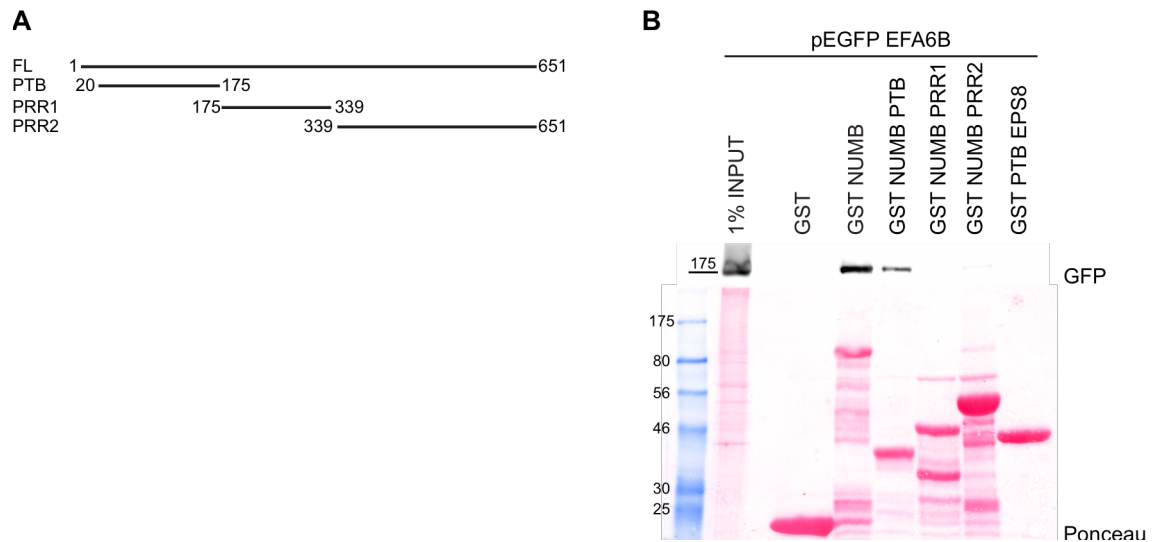 A
FL 1 651
PTB 20 175
PRR1 175 339
PRR2 339 651
B
pEGFP EFA6B
1% INPUT
GST
GST NUMB
GST NUMB PTB
GST NUMB PRR1
GST NUMB PRR2
GST PTB EPS8
175
GFP
175
80
56
46
30
25
Ponceau